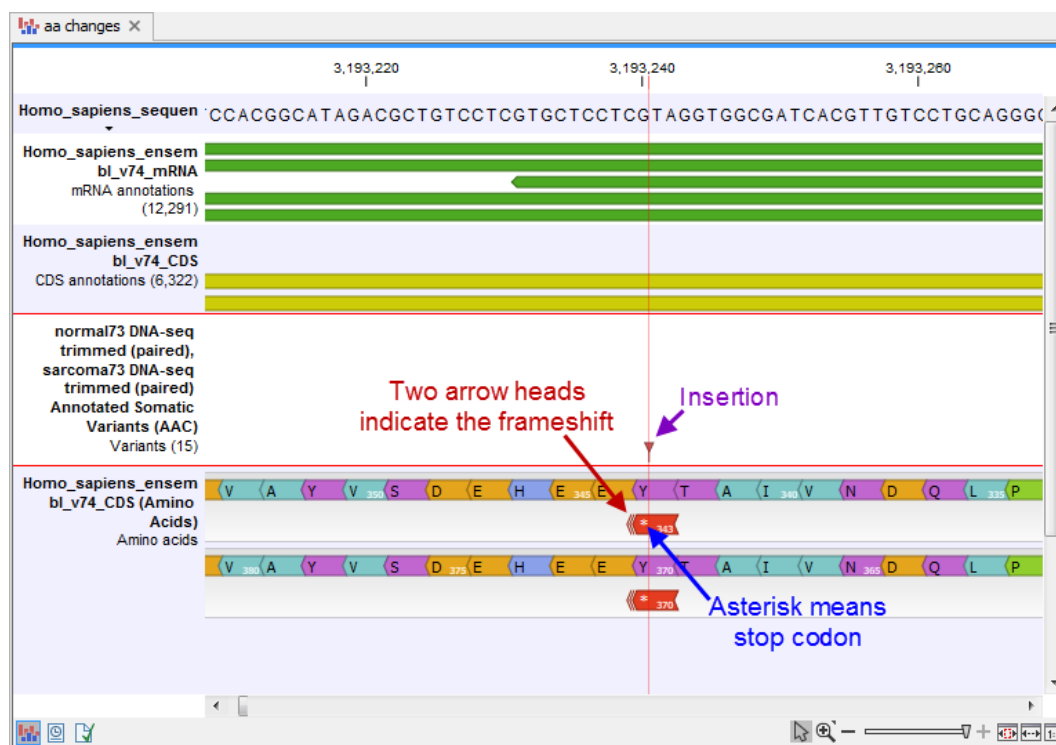 aa changes
3,193,220 3,193,240 3,193,260
Homo_sapiens_sequen
CCACGGCATAGACGCTGTCCTCGTGCTCCTCGTAGGTGGCGATCACGTTGTCCTGCAGGG
Homo_sapiens_ensem
bl_v74_mRNA
mRNA annotations
(12,291)
Homo_sapiens_ensem
bl_v74_CDS
CDS annotations (6,322)
normal73 DNA-seq
trimmed (paired),
sarcoma73 DNA-seq
trimmed (paired)
Annotated Somatic
Variants (AAC)
Variants (15)
Two arrow heads
indicate the frameshift
Insertion
Homo_sapiens_ensem
bl_v74_CDS (Amino
Acids)
Amino acids
V A Y V 350 S D E H E 345 E Y T A I 340 V N D Q L 335 P
* 343
V 380 A Y V S D 375 E H E E Y 370 T A I V N 365 D Q L P
* 370
Asterisk means
stop codon